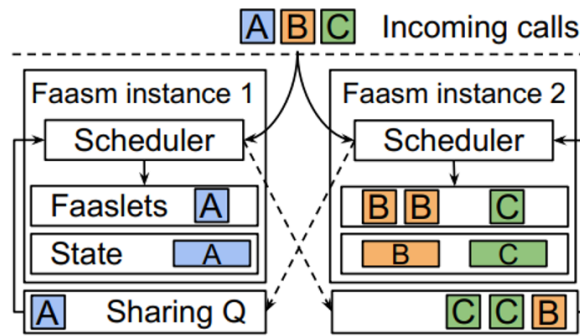 A B C Incoming calls
Faasm instance 1 Faasm instance 2
Scheduler Scheduler
Faaslets A B B C
State A B C
A Sharing Q C C B